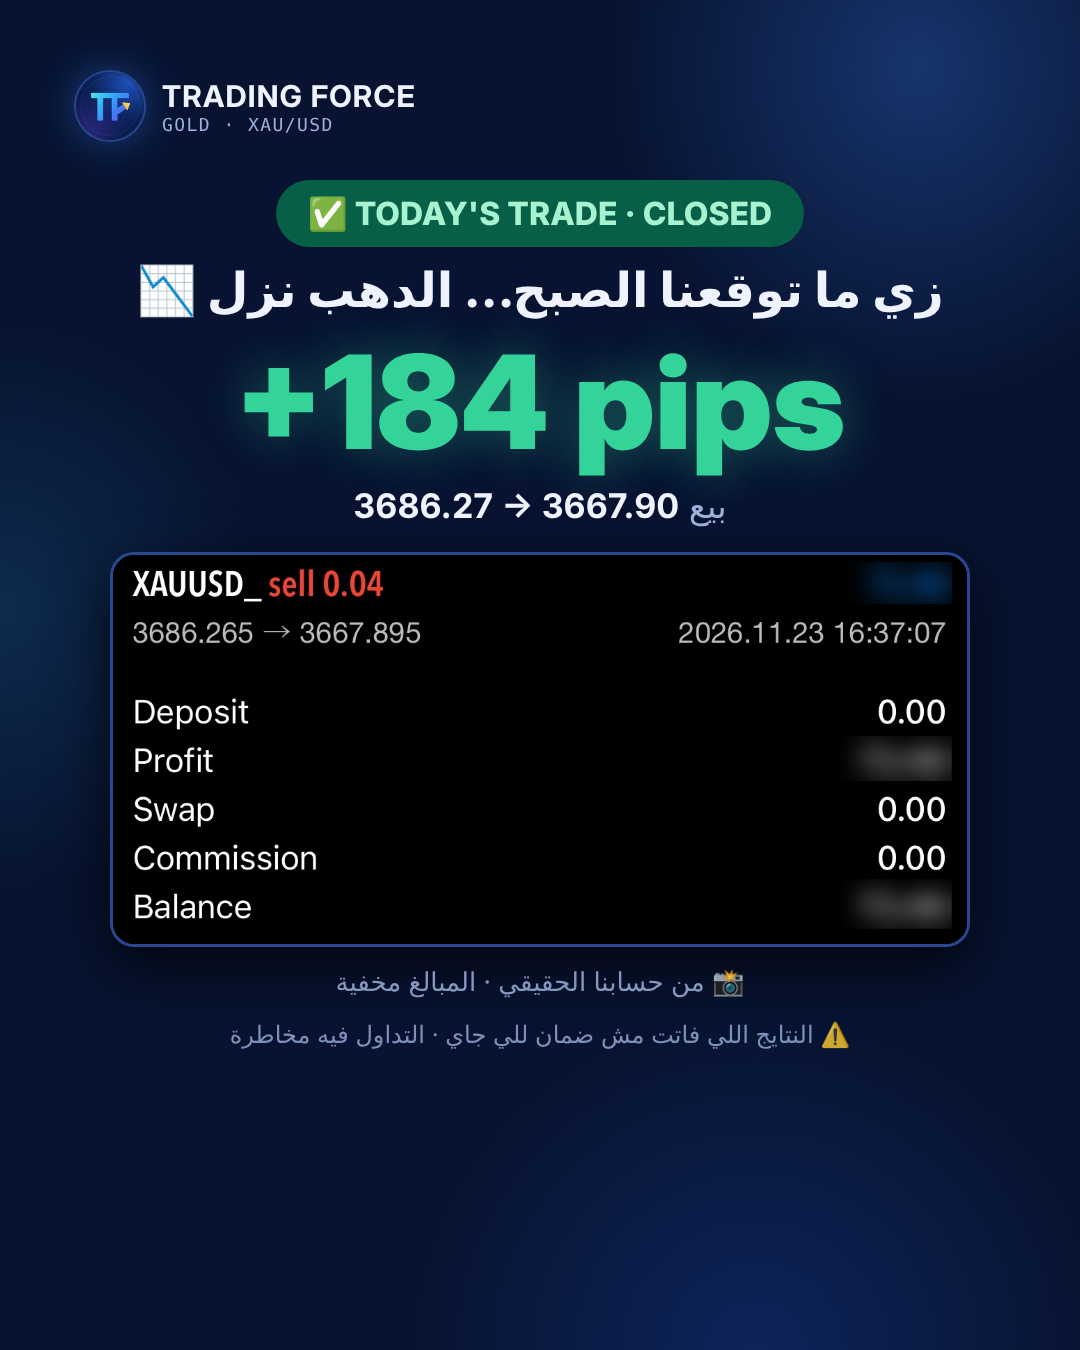 TRADING FORCE
GOLD · XAU/USD
✅ TODAY'S TRADE · CLOSED
زي ما توقعنا الصبح... الدهب نزل 📉
+184 pips
بيع 3686.27 → 3667.90
XAUUSD_ sell 0.04
3686.265 → 3667.895 2026.11.23 16:37:07
Deposit 0.00
Profit
Swap 0.00
Commission 0.00
Balance
📸 من حسابنا الحقيقي · المبالغ مخفية
⚠️ النتايج اللي فاتت مش ضمان للي جاي · التداول فيه مخاطرة